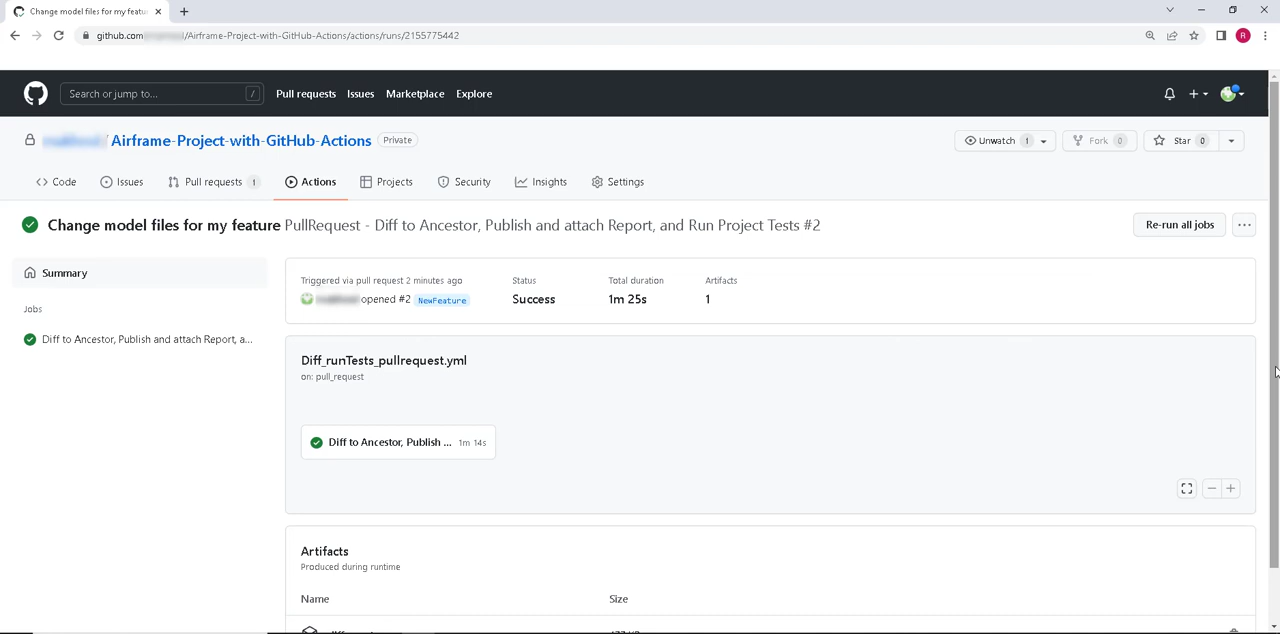 Change model files for my featu
github.com
/Airframe-Project-with-GitHub-Actions/actions/runs/2155775442
R
Search or jump to...
/
Pull requests
Issues
Marketplace
Explore
Airframe-Project-with-GitHub-Actions
Private
Unwatch 1
Fork 0
Star 0
Code
Issues
Pull requests 1
Actions
Projects
Security
Insights
Settings
Change model files for my feature PullRequest - Diff to Ancestor, Publish and attach Report, and Run Project Tests #2
Re-run all jobs
Summary
Triggered via pull request 2 minutes ago
Status
Total duration
Artifacts
opened #2 NewFeature
Success
1m 25s
1
Jobs
Diff to Ancestor, Publish and attach Report, a...
Diff_runTests_pullrequest.yml
on: pull_request
Diff to Ancestor, Publish ... 1m 14s
Artifacts
Produced during runtime
Name
Size